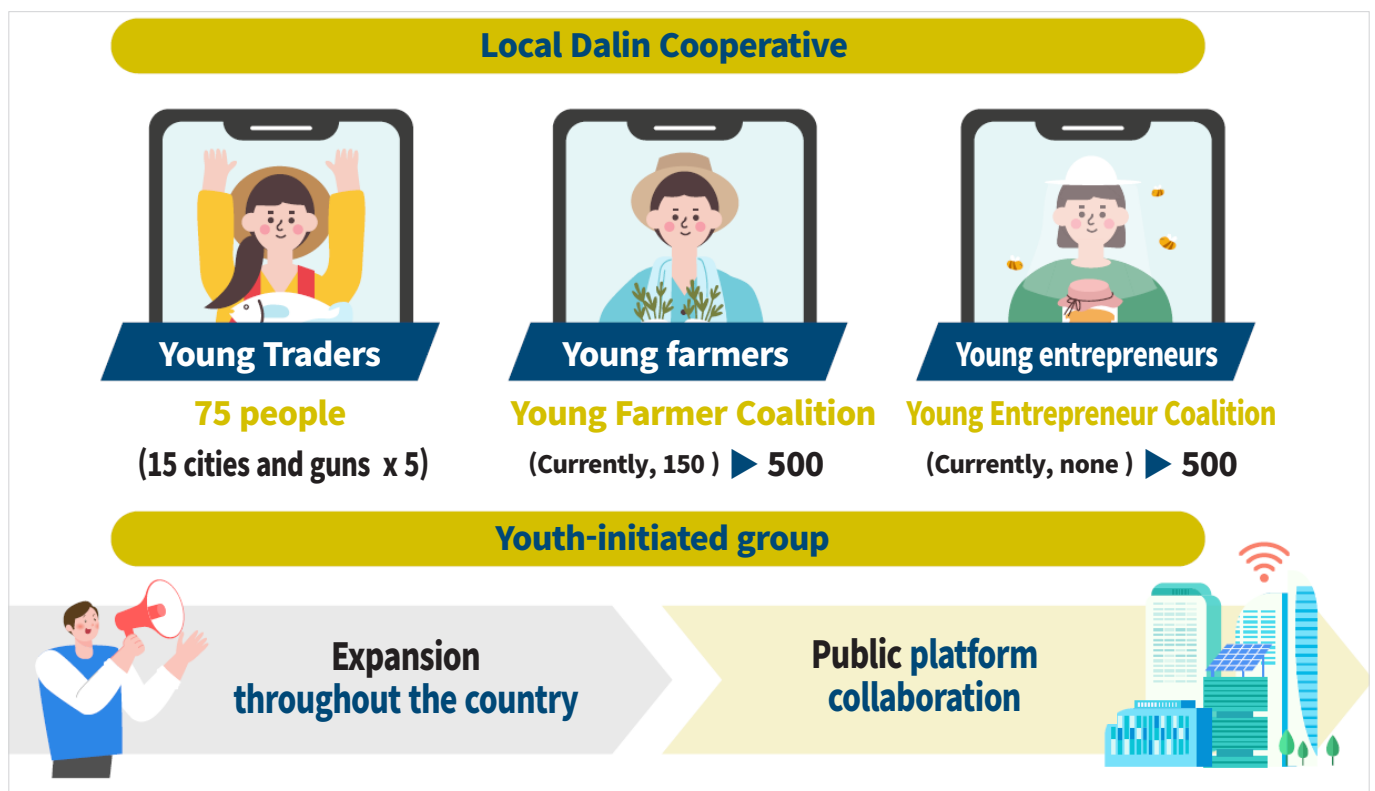 Local Dalin Cooperative
Young Traders
75 people
(15 cities and guns x 5)
Young farmers
Young Farmer Coalition
(Currently, 150 ) ▶ 500
Young entrepreneurs
Young Entrepreneur Coalition
(Currently, none ) ▶ 500
Youth-initiated group
Expansion
throughout the country
Public platform
collaboration